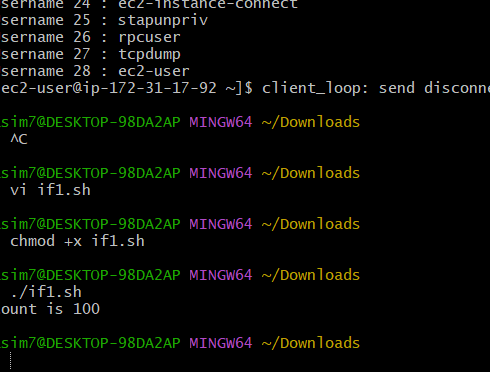 sername 24 : ec2-instance-connect
sername 25 : stapunpriv
sername 26 : rpcuser
sername 27 : tcpdump
sername 28 : ec2-user
ec2-user@ip-172-31-17-92 ~]$ client_loop: send disconne
sim7@DESKTOP-98DA2AP MINGW64 ~/Downloads
^C
sim7@DESKTOP-98DA2AP MINGW64 ~/Downloads
vi if1.sh
sim7@DESKTOP-98DA2AP MINGW64 ~/Downloads
chmod +x if1.sh
sim7@DESKTOP-98DA2AP MINGW64 ~/Downloads
./if1.sh
ount is 100
sim7@DESKTOP-98DA2AP MINGW64 ~/Downloads